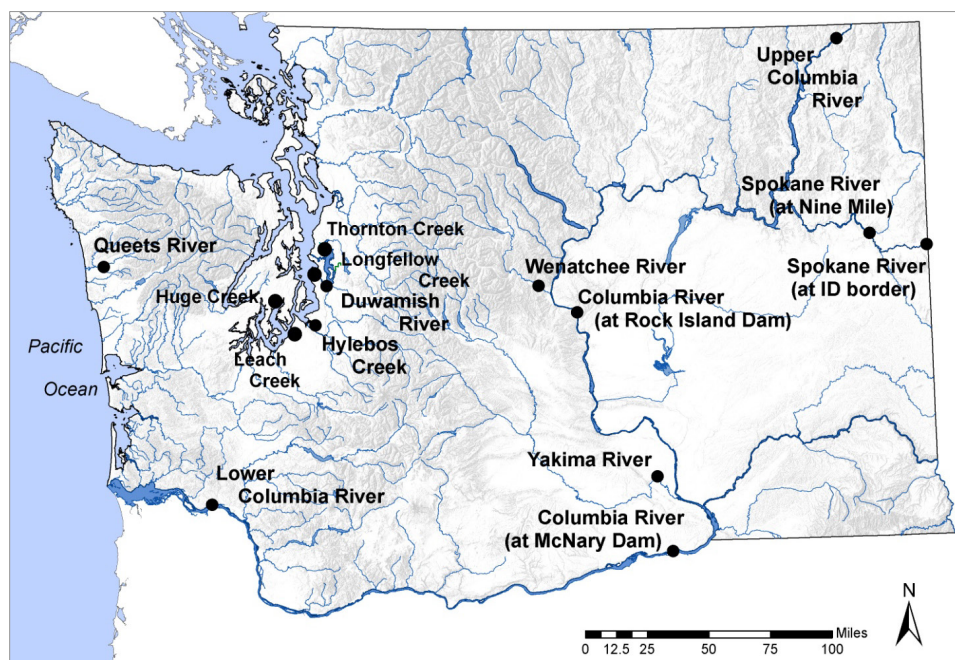 Upper
Columbia
River
Spokane River
(at Nine Mile)
Thornton Creek
Queets River
Longfellow
Creek
Wenatchee River
Spokane River
(at ID border)
Huge Creek
Duwamish
River
Columbia River
(at Rock Island Dam)
Pacific
Ocean
Leach
Creek
Hylebos
Creek
Yakima River
Lower
Columbia River
Columbia River
(at McNary Dam)
N
Miles
0 12.5 25 50 75 100